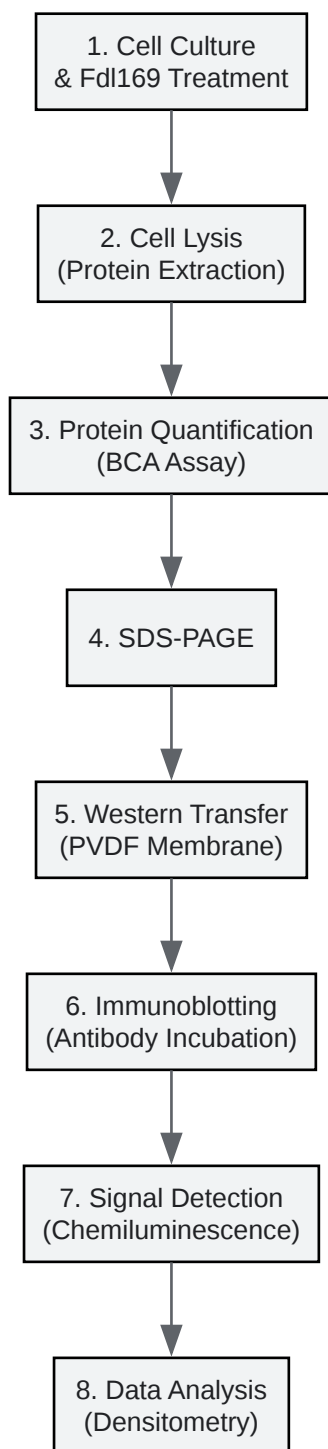 1. Cell Culture
& Fdl169 Treatment
2. Cell Lysis
(Protein Extraction)
3. Protein Quantification
(BCA Assay)
4. SDS-PAGE
5. Western Transfer
(PVDF Membrane)
6. Immunoblotting
(Antibody Incubation)
7. Signal Detection
(Chemiluminescence)
8. Data Analysis
(Densitometry)